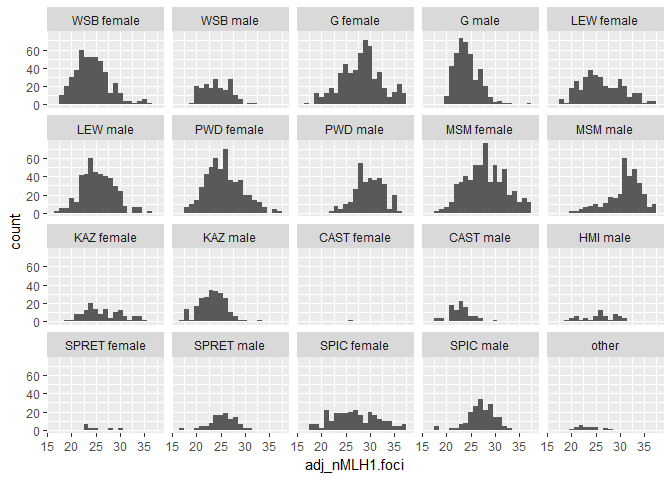 WSB female WSB male G female G male LEW female
60
40
20
0
LEW male PWD female PWD male MSM female MSM male
60
40
20
0
count
KAZ female KAZ male CAST female CAST male HMI male
60
40
20
0
SPRET female SPRET male SPIC female SPIC male other
60
40
20
0
15 20 25 30 35 15 20 25 30 35 15 20 25 30 35 15 20 25 30 35 15 20 25 30 35
adj_nMLH1.foci